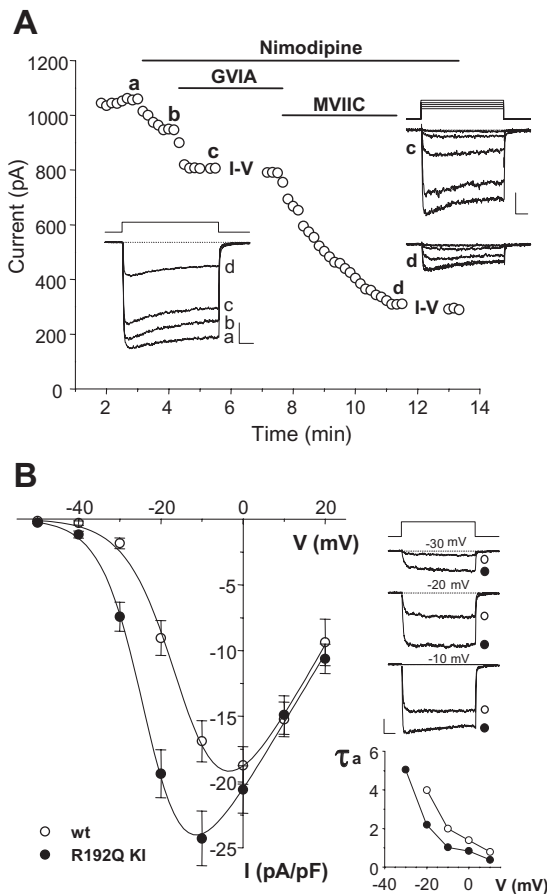 A
Nimodipine
GVIA
MVIIC
1200
1000
800
600
400
200
0
Current (pA)
a
b
c
I-V
d
I-V
d
c
b
a
c
d
2 4 6 8 10 12 14
Time (min)
B
-40 -20 0 20
V (mV)
-5
-10
-15
-20
-25
I (pA/pF)
wt
R192Q KI
-30 mV
-20 mV
-10 mV
τa
6
4
2
0
-40 -20 0
V (mV)